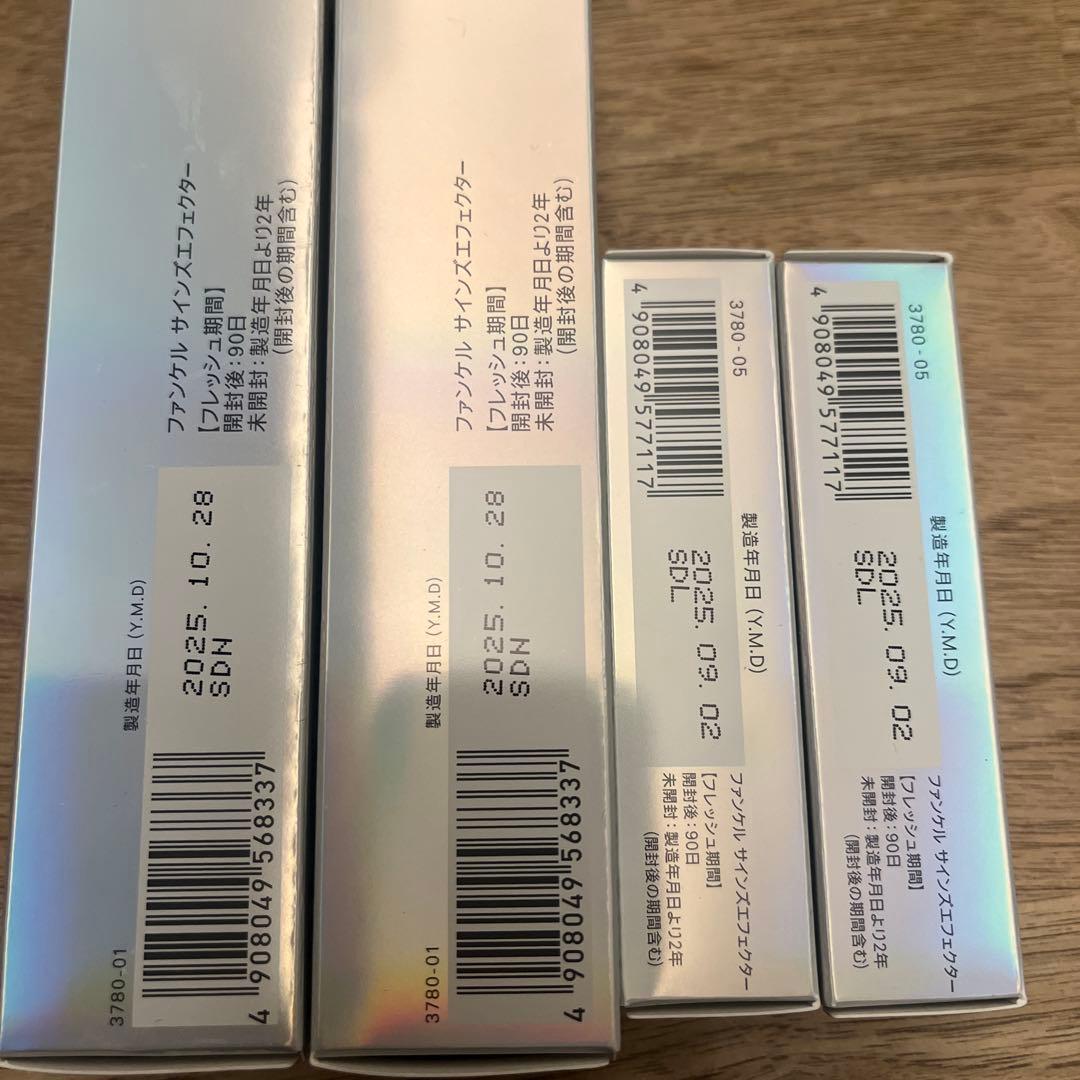 ファンケル サインズエフェクター
【フレッシュ期間】
開封後：90日
未開封：製造年月日より2年
(開封後の期間含む)
製造年月日 (Y.M.D)
2025. 10. 28
SDN
3780-01
4 908049 568337
ファンケル サインズエフェクター
【フレッシュ期間】
開封後：90日
未開封：製造年月日より2年
(開封後の期間含む)
製造年月日 (Y.M.D)
2025. 10. 28
SDN
3780-01
4 908049 568337
3780-05
4 908049 577117
製造年月日 (Y.M.D)
2025. 09. 02
SDL
ファンケル サインズエフェクター
【フレッシュ期間】
開封後：90日
未開封：製造年月日より2年
(開封後の期間含む)
3780-05
4 908049 577117
製造年月日 (Y.M.D)
2025. 09. 02
SDL
ファンケル サインズエフェクター
【フレッシュ期間】
開封後：90日
未開封：製造年月日より2年
(開封後の期間含む)